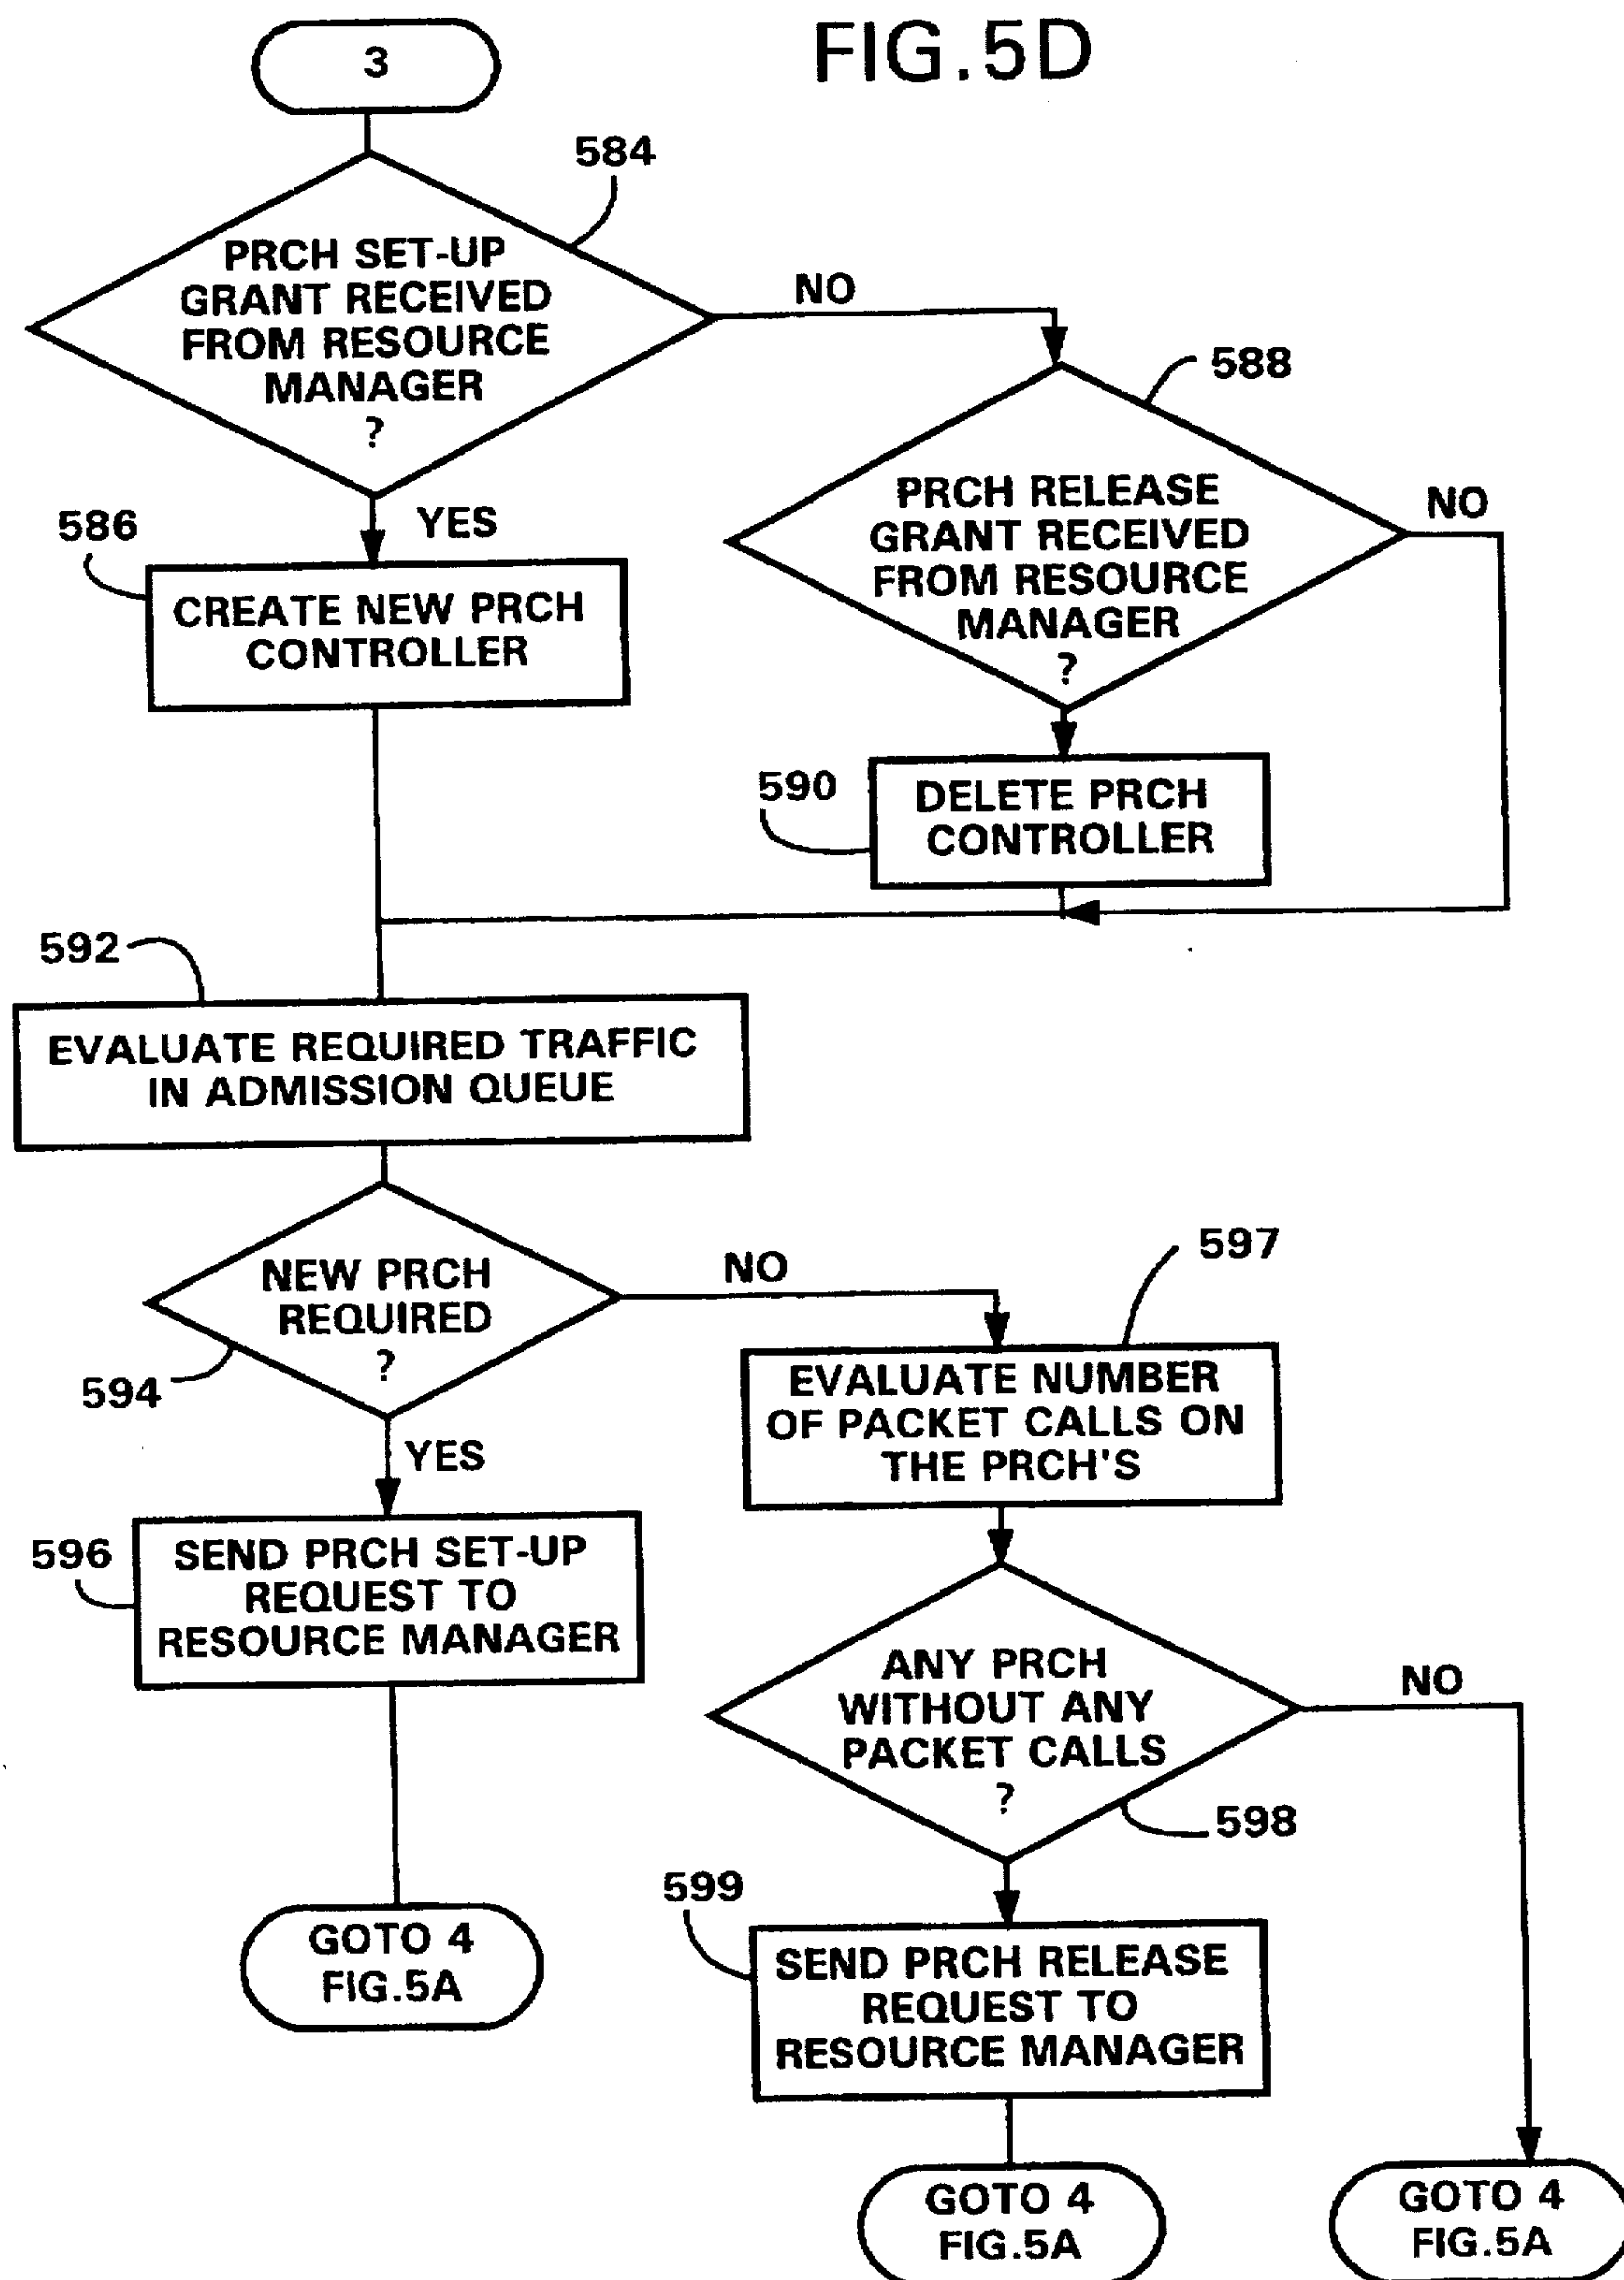 FIG.5D
3
584
PRCH SET-UP
GRANT RECEIVED
FROM RESOURCE
MANAGER
?
NO
YES
588
PRCH RELEASE
GRANT RECEIVED
FROM RESOURCE
MANAGER
?
NO
586
CREATE NEW PRCH
CONTROLLER
590
DELETE PRCH
CONTROLLER
592
EVALUATE REQUIRED TRAFFIC
IN ADMISSION QUEUE
NEW PRCH
REQUIRED
?
594
NO
YES
597
EVALUATE NUMBER
OF PACKET CALLS ON
THE PRCH'S
596
SEND PRCH SET-UP
REQUEST TO
RESOURCE MANAGER
ANY PRCH
WITHOUT ANY
PACKET CALLS
?
NO
598
599
SEND PRCH RELEASE
REQUEST TO
RESOURCE MANAGER
GOTO 4
FIG.5A
GOTO 4
FIG.5A
GOTO 4
FIG.5A